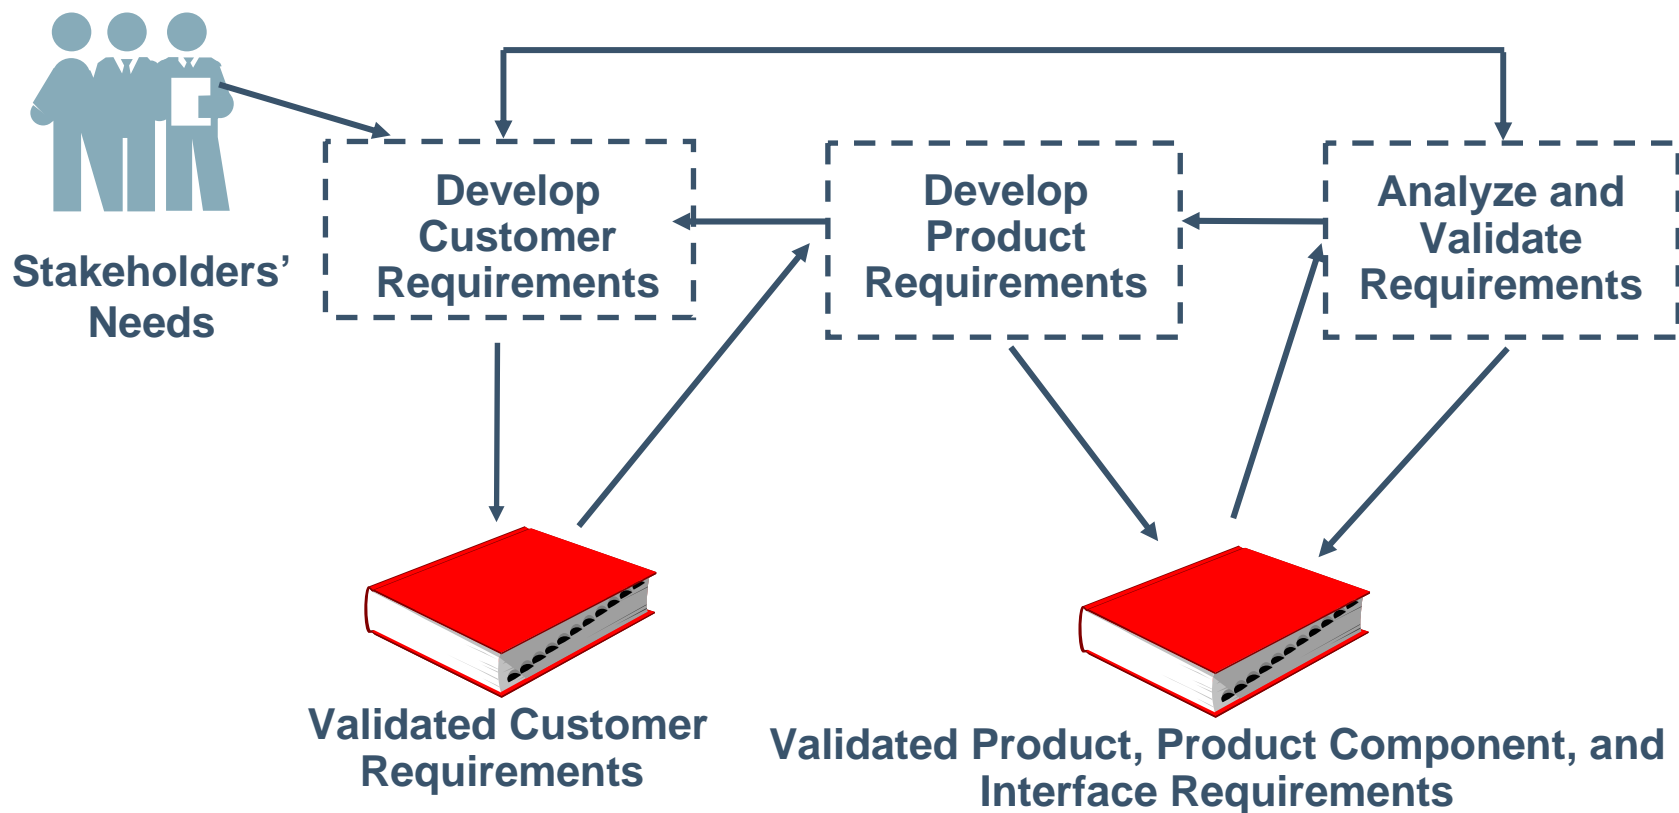 Stakeholders’
Needs
Develop
Customer
Requirements
Develop
Product
Requirements
Analyze and
Validate
Requirements
Validated Customer
Requirements
Validated Product, Product Component, and
Interface Requirements